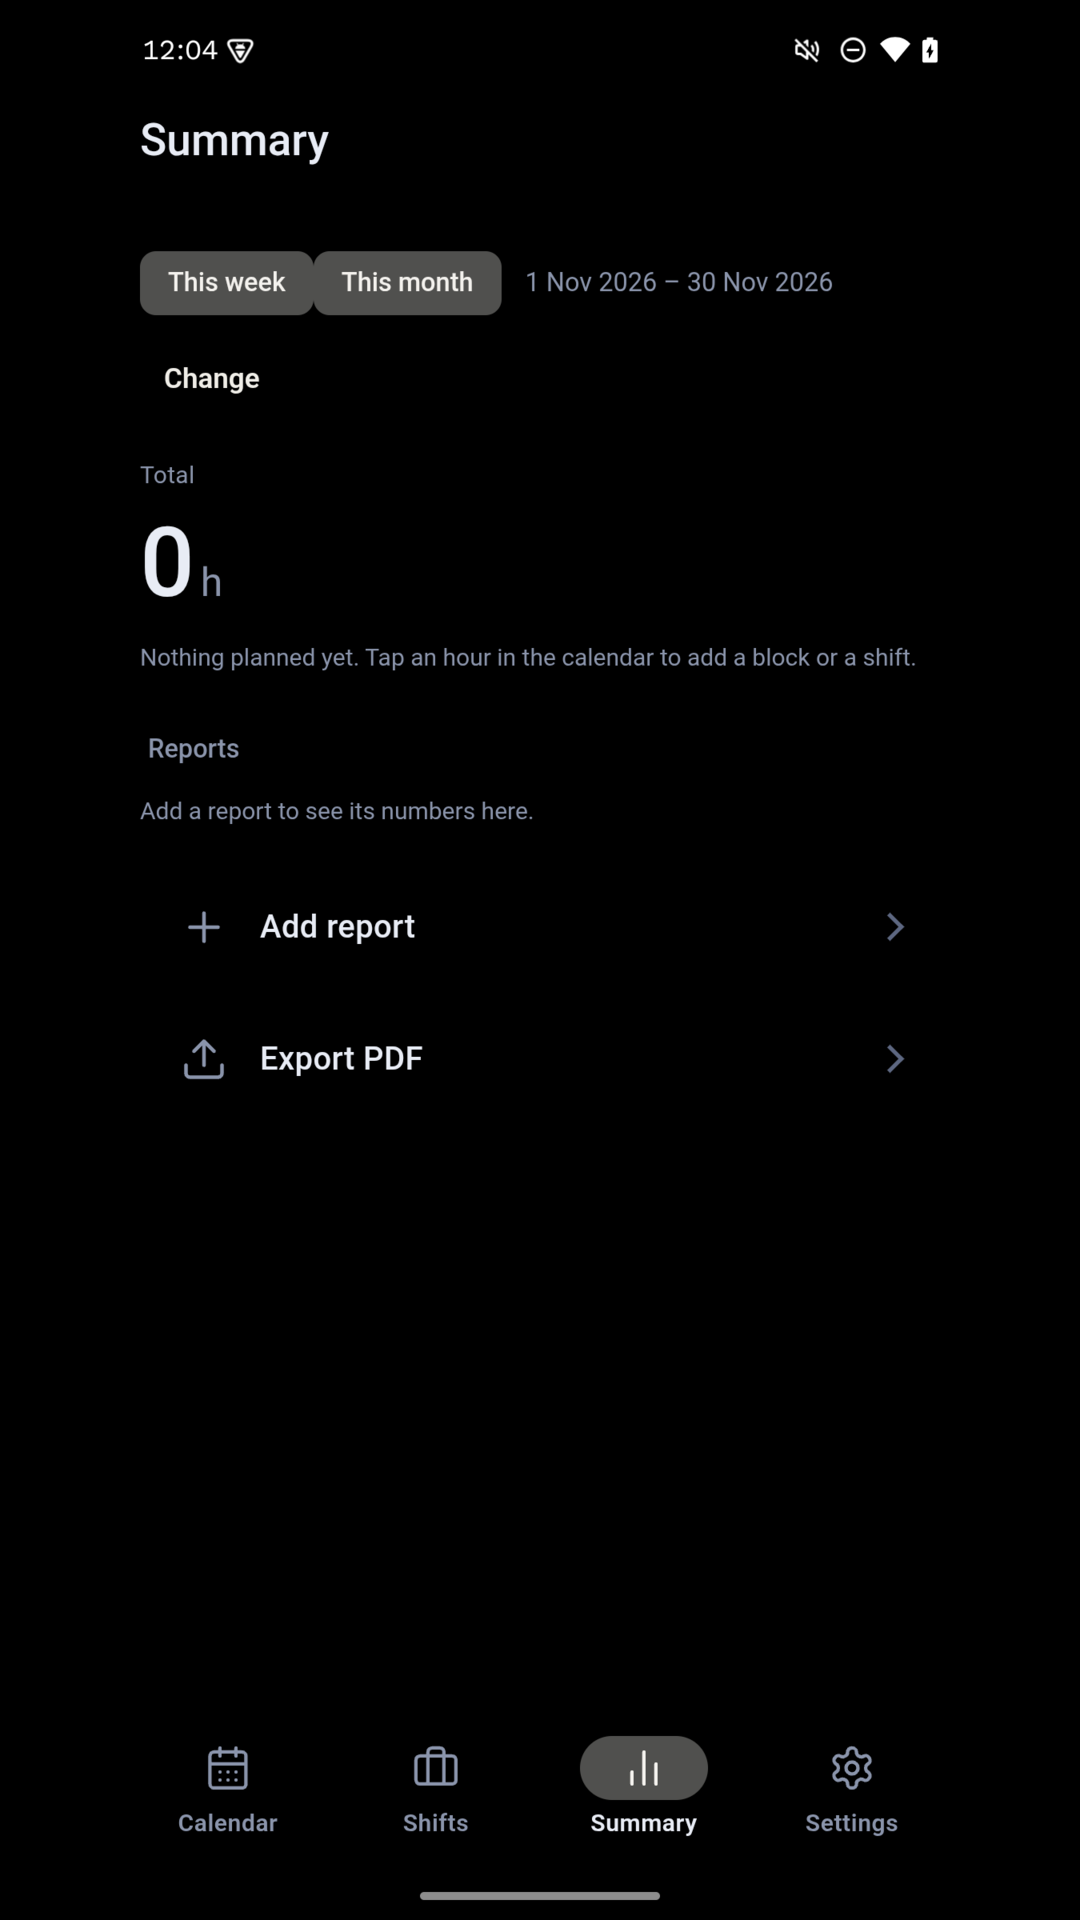 12:04
Summary
This week This month 1 Nov 2026 – 30 Nov 2026
Change
Total
0 h
Nothing planned yet. Tap an hour in the calendar to add a block or a shift.
Reports
Add a report to see its numbers here.
Add report
Export PDF
Calendar Shifts Summary Settings